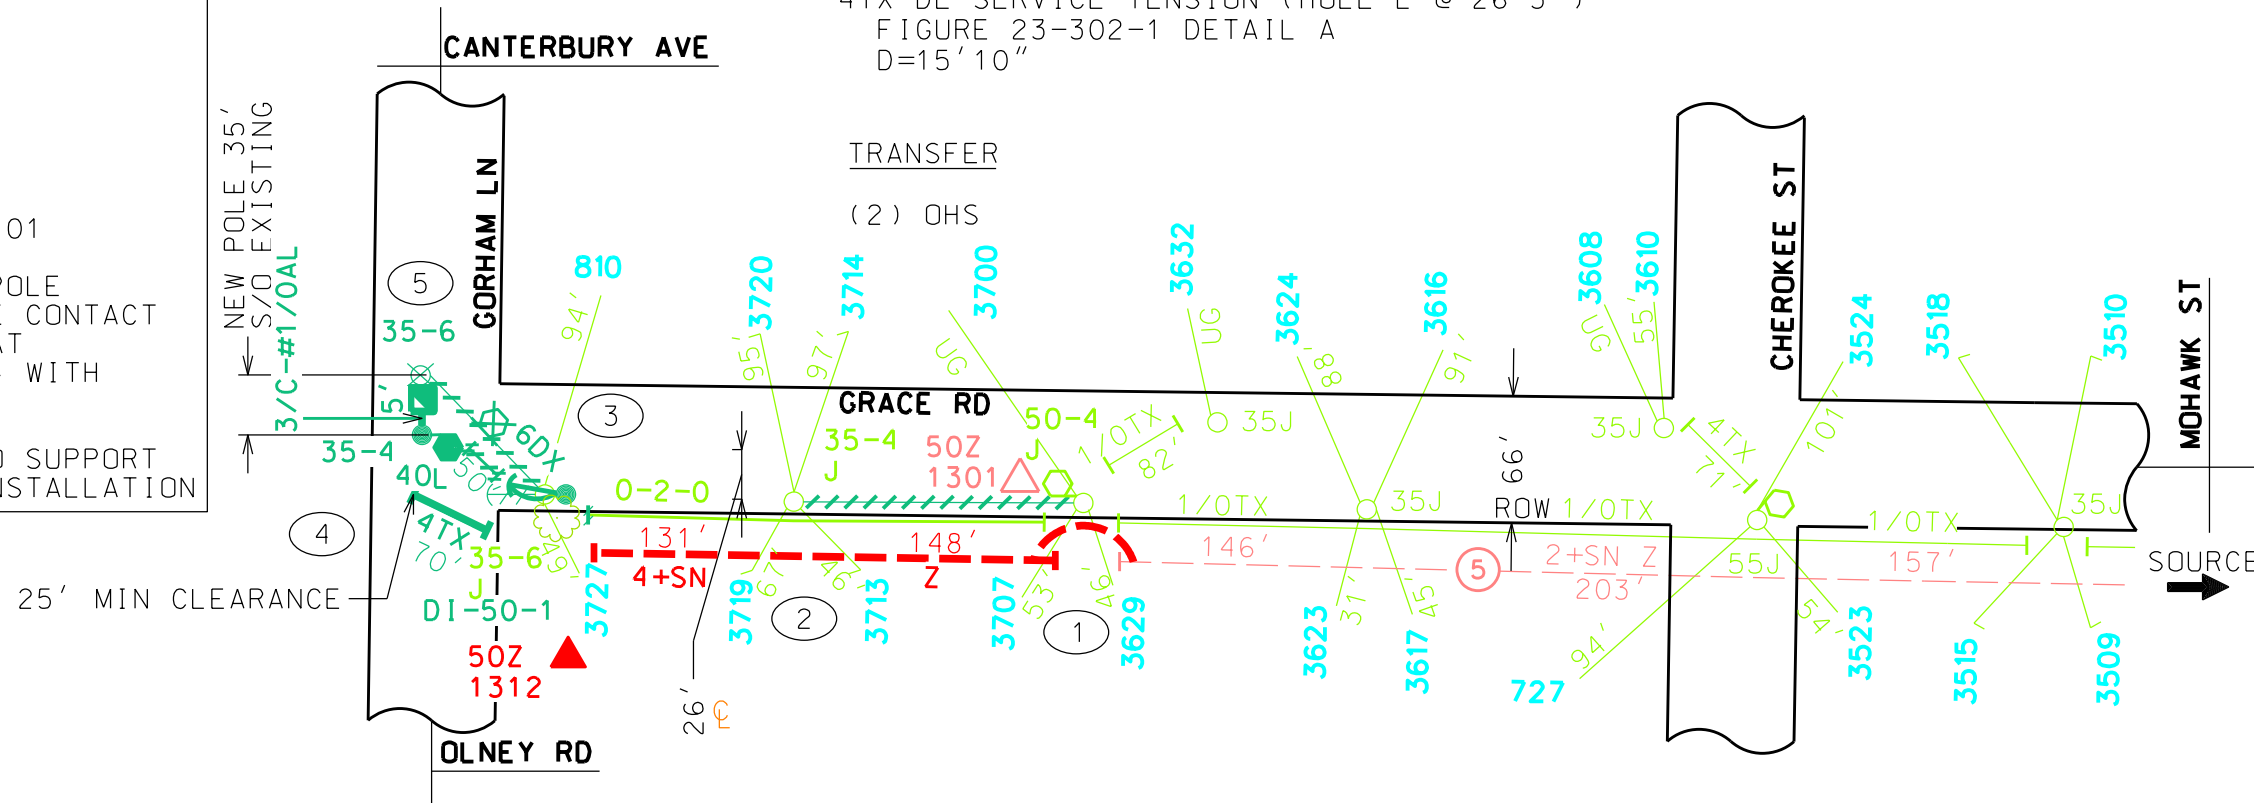 FIGURE 23-302-1 DETAIL A
D=15'10"
CANTERBURY AVE
TRANSFER
(2) OHS
NEW POLE 35'
S/O EXISTING
3/C-#1/0AL
01
POLE
CONTACT
AT
WITH
SUPPORT
NSTALLATION
GORHAM LN
5
35-6
5'
35-4
40L
50'
6DX
3
4
4TX
70'
25' MIN CLEARANCE
35-6
J
DI-50-1
50Z
1312
OLNEY RD
810
94'
49'
3727
0-2-0
131'
4+SN
148'
Z
3720
95'
3714
97'
3719
67'
46'
3713
2
26' ℄
GRACE RD
35-4
J
50Z
1301
50-4
J
3700
UG
3707
53'
46'
3629
1
1/0TX
82'
3632
UG
35J
1/0TX
146'
3624
88'
3616
91'
35J
3623
31'
45'
3617
5
2+SN Z
203'
66'
ROW
1/0TX
3608
UG
3610
55'
35J
4TX
71'
CHEROKEE ST
3524
101'
55J
727
94'
54'
3523
1/0TX
157'
3518
3510
35J
3515
3509
MOHAWK ST
SOURCE